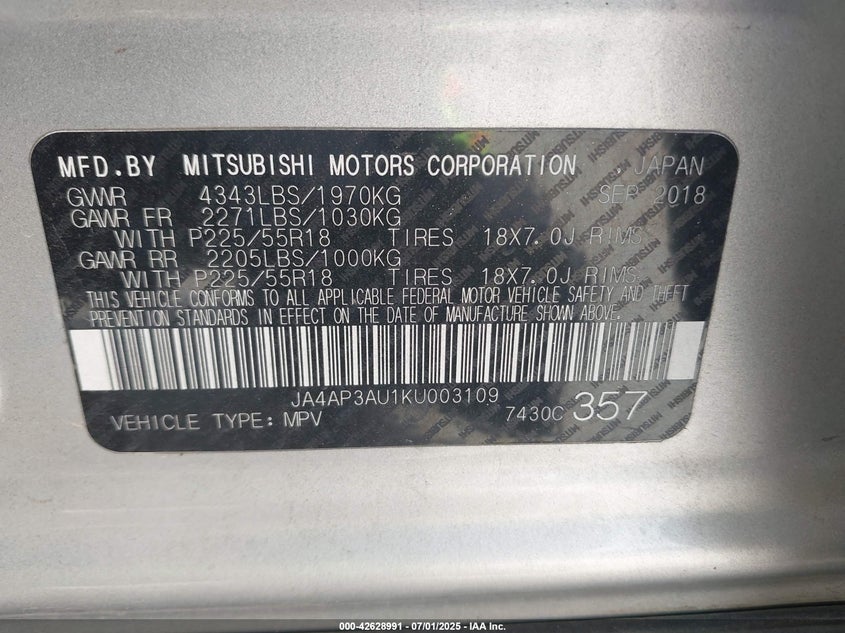 MFD.BY MITSUBISHI MOTORS CORPORATION JAPAN
GVWR 4343LBS/1970KG SEP 2018
GAWR FR 2271LBS/1030KG
WITH P225/55R18 TIRES 18X7.0J RIMS
GAWR RR 2205LBS/1000KG
WITH P225/55R18 TIRES 18X7.0J RIMS
THIS VEHICLE CONFORMS TO ALL APPLICABLE FEDERAL MOTOR VEHICLE SAFETY AND THEFT
PREVENTION STANDARDS IN EFFECT ON THE DATE OF MANUFACTURE SHOWN ABOVE.
JA4AP3AU1KU003109
VEHICLE TYPE: MPV 7430C 357
000-42628991 - 07/01/2025 - IAA Inc.